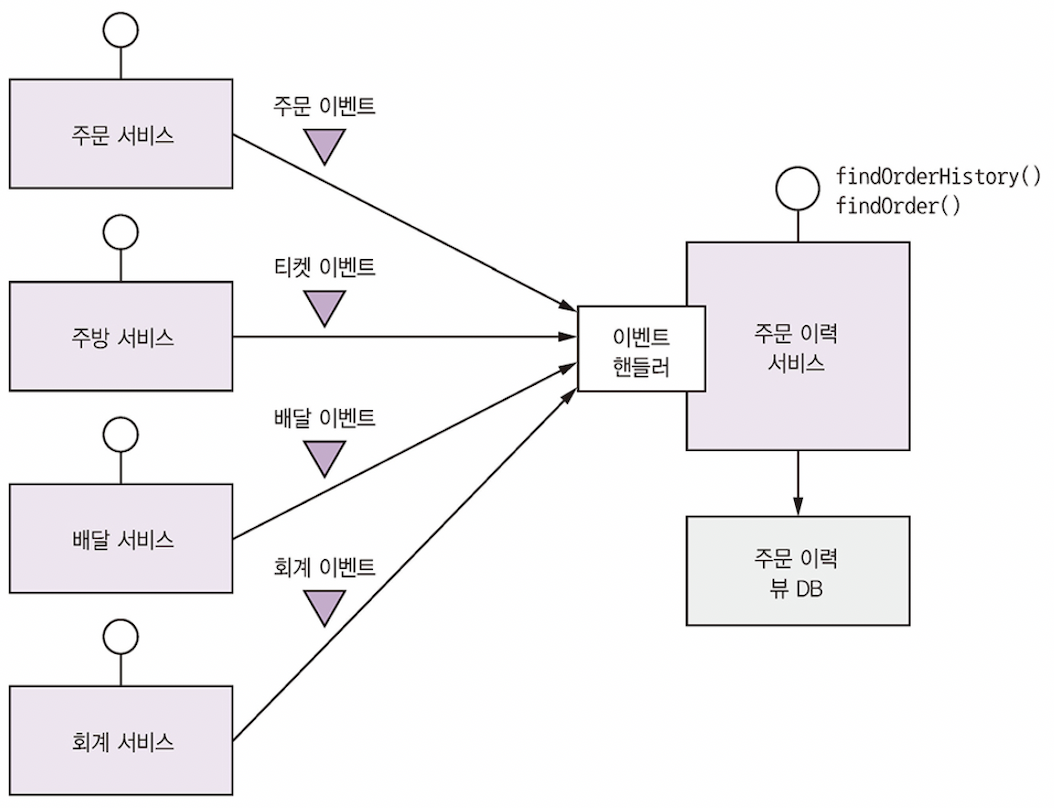 주문 서비스
주문 이벤트
주방 서비스
티켓 이벤트
배달 서비스
배달 이벤트
회계 서비스
회계 이벤트
이벤트
핸들러
findOrderHistory()
findOrder()
주문 이력
서비스
주문 이력
뷰 DB